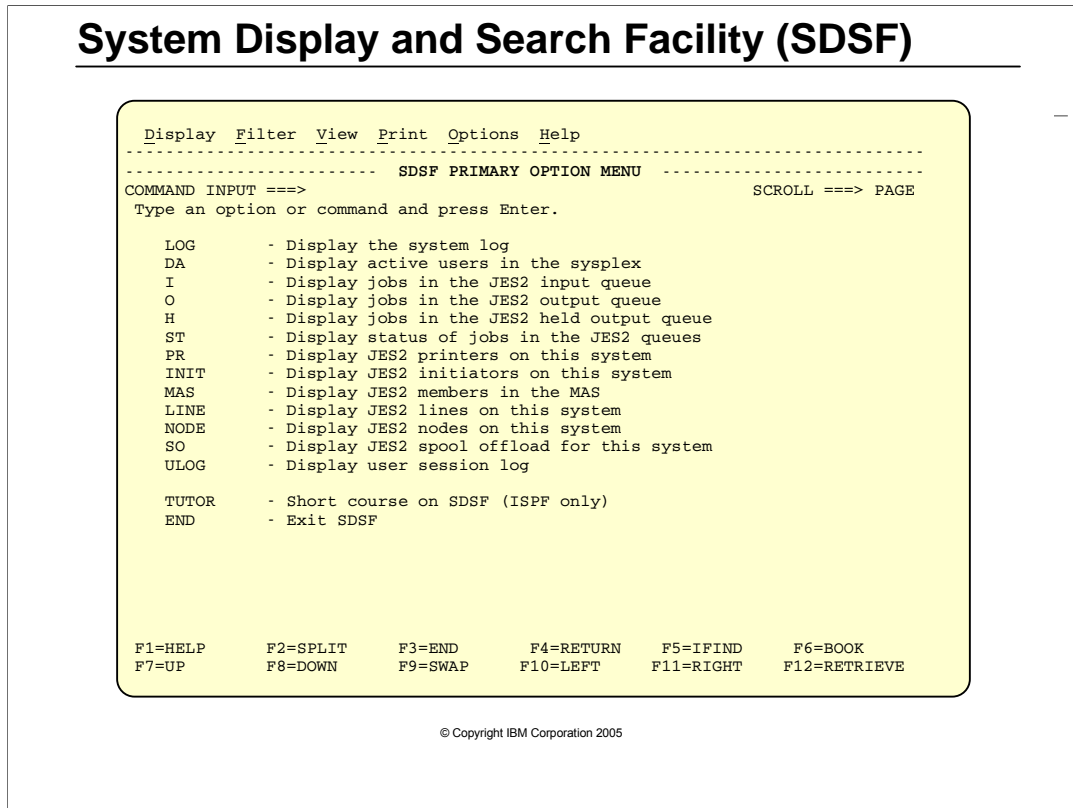 System Display and Search Facility (SDSF)
Display Filter View Print Options Help
-------------------------------------------------------------------------------
------------------------- SDSF PRIMARY OPTION MENU --------------------------
COMMAND INPUT ===> SCROLL ===> PAGE
Type an option or command and press Enter.
LOG - Display the system log
DA - Display active users in the sysplex
I - Display jobs in the JES2 input queue
O - Display jobs in the JES2 output queue
H - Display jobs in the JES2 held output queue
ST - Display status of jobs in the JES2 queues
PR - Display JES2 printers on this system
INIT - Display JES2 initiators on this system
MAS - Display JES2 members in the MAS
LINE - Display JES2 lines on this system
NODE - Display JES2 nodes on this system
SO - Display JES2 spool offload for this system
ULOG - Display user session log
TUTOR - Short course on SDSF (ISPF only)
END - Exit SDSF
F1=HELP F2=SPLIT F3=END F4=RETURN F5=IFIND F6=BOOK
F7=UP F8=DOWN F9=SWAP F10=LEFT F11=RIGHT F12=RETRIEVE
© Copyright IBM Corporation 2005